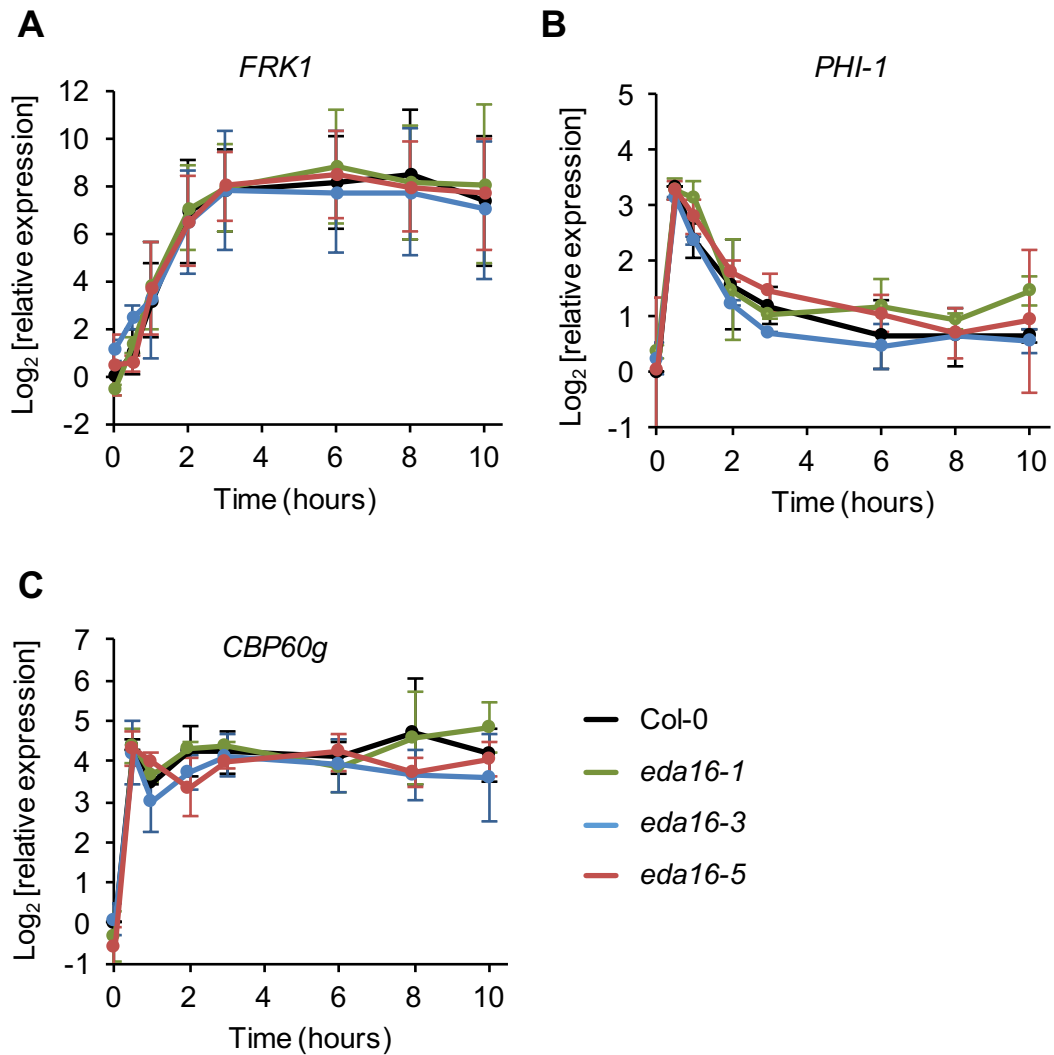 A
FRK1
Log₂ [relative expression]
12
10
8
6
4
2
0
-2
0 2 4 6 8 10
Time (hours)
B
PHI-1
Log₂ [relative expression]
5
4
3
2
1
0
-1
0 2 4 6 8 10
Time (hours)
C
CBP60g
Log₂ [relative expression]
7
6
5
4
3
2
1
0
-1
0 2 4 6 8 10
Time (hours)
Col-0
eda16-1
eda16-3
eda16-5